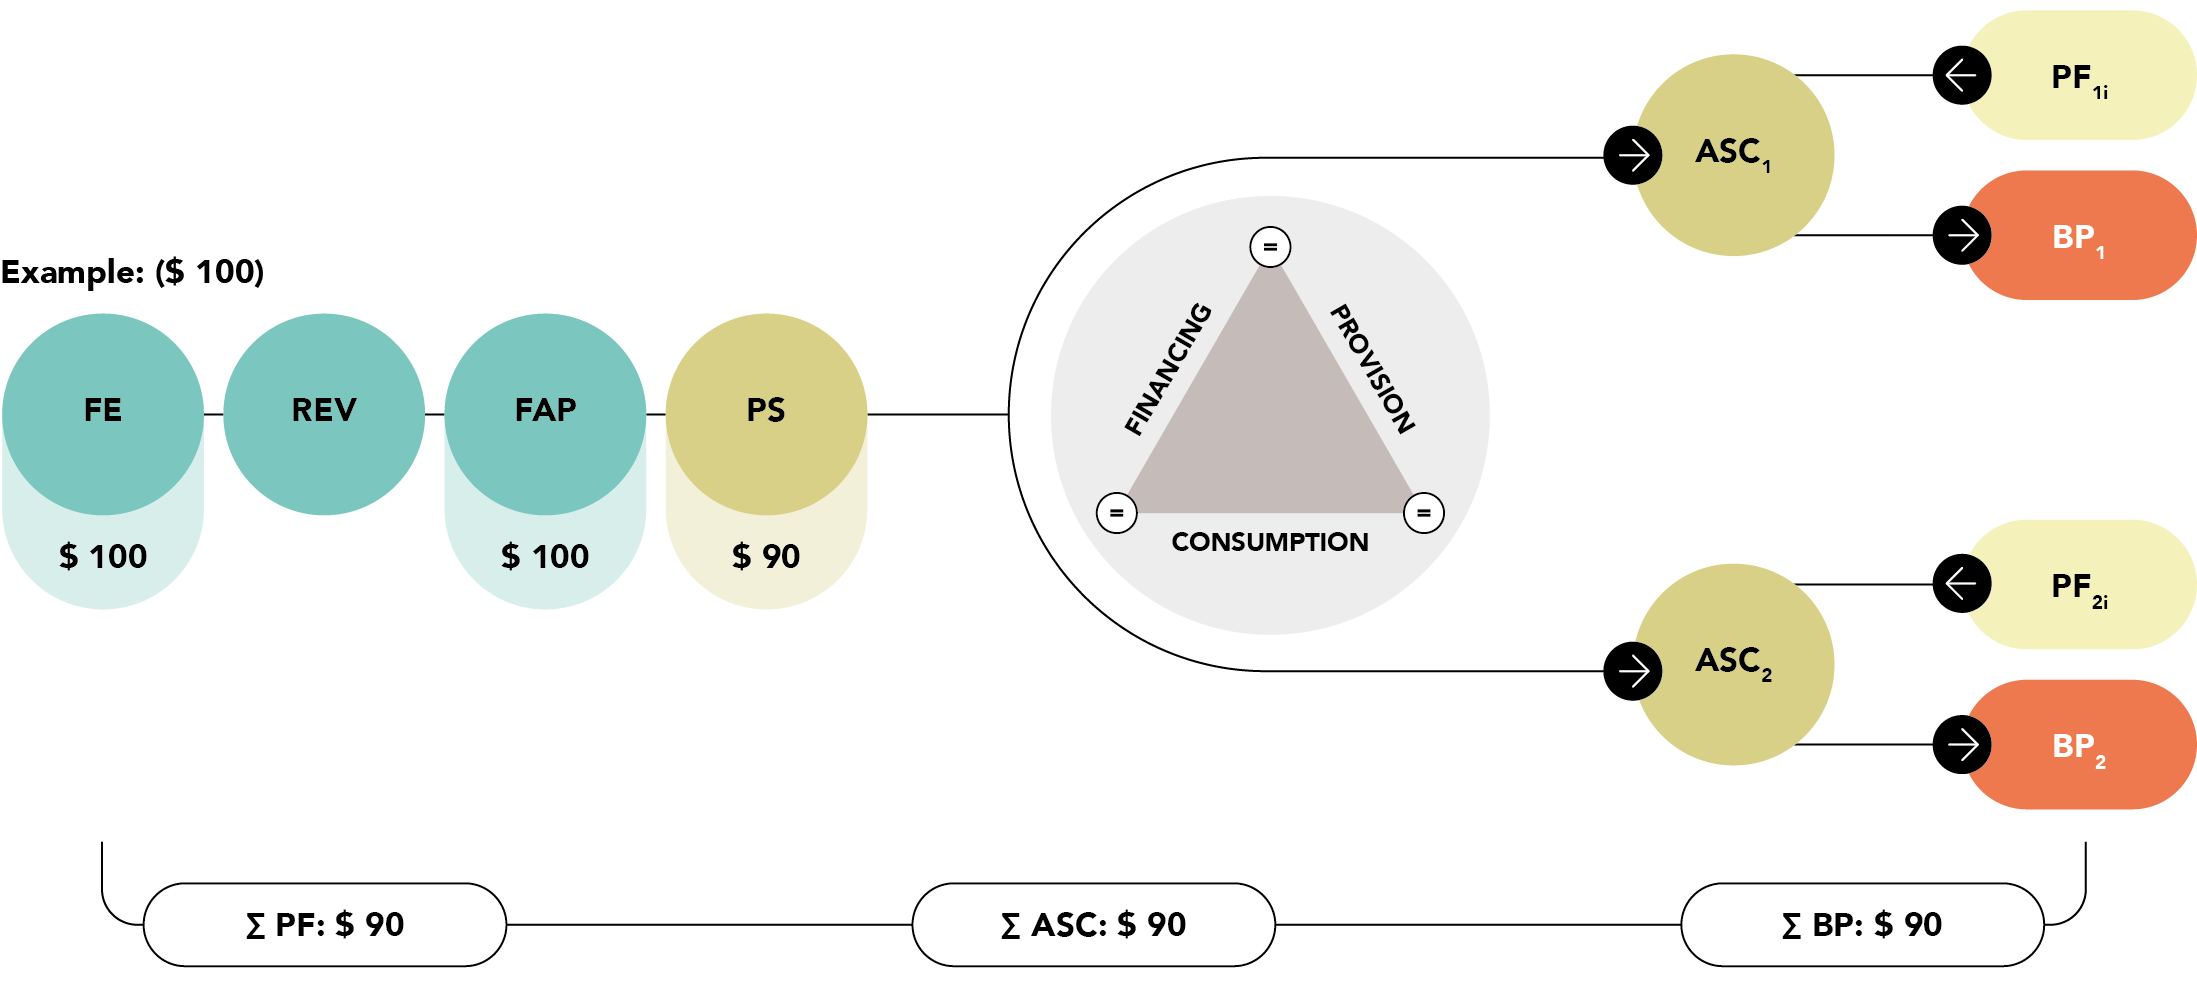 Example: ($ 100)
FE
REV
FAP
PS
$ 100
$ 100
$ 90
=
FINANCING
PROVISION
=
=
CONSUMPTION
ASC1
PF1i
BP1
ASC2
PF2i
BP2
Σ PF: $ 90
Σ ASC: $ 90
Σ BP: $ 90